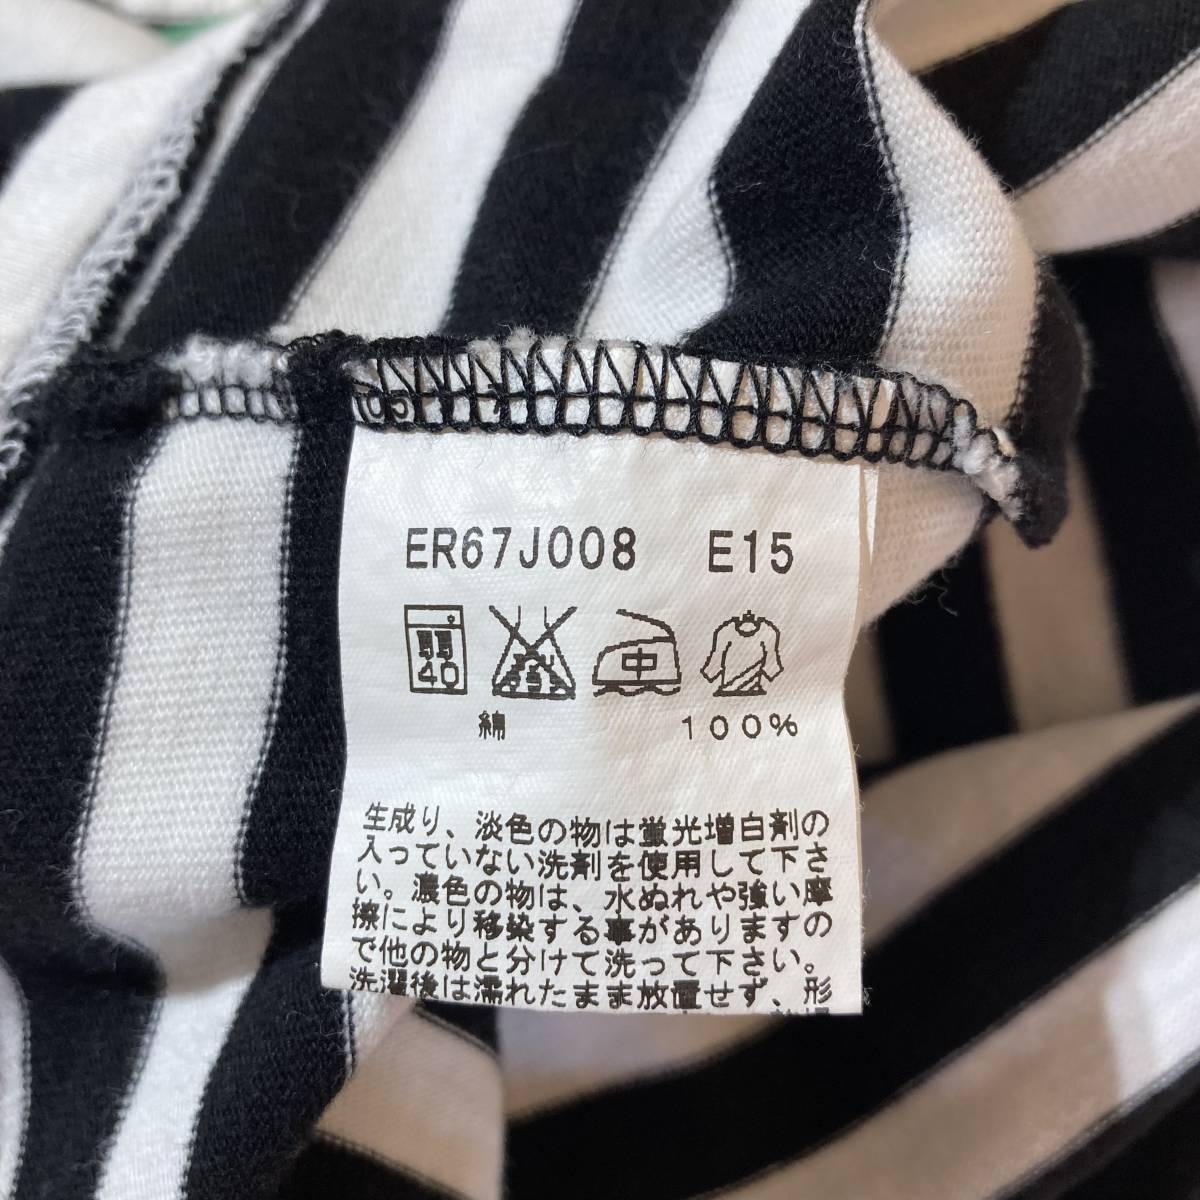 05
ER67J008 E15
弱 40 中
綿 100%
生成り、淡色の物は蛍光増白剤の
入っていない洗剤を使用して下さ
い。濃色の物は、水ぬれや強い摩
擦により移染する事がありますの
で他の物と分けて洗って下さい。
洗濯後は濡れたまま放置せず、形